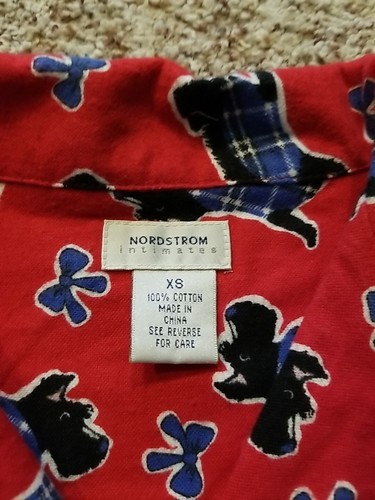 NORDSTROM
intimates
XS
100% COTTON
MADE IN
CHINA
SEE REVERSE
FOR CARE